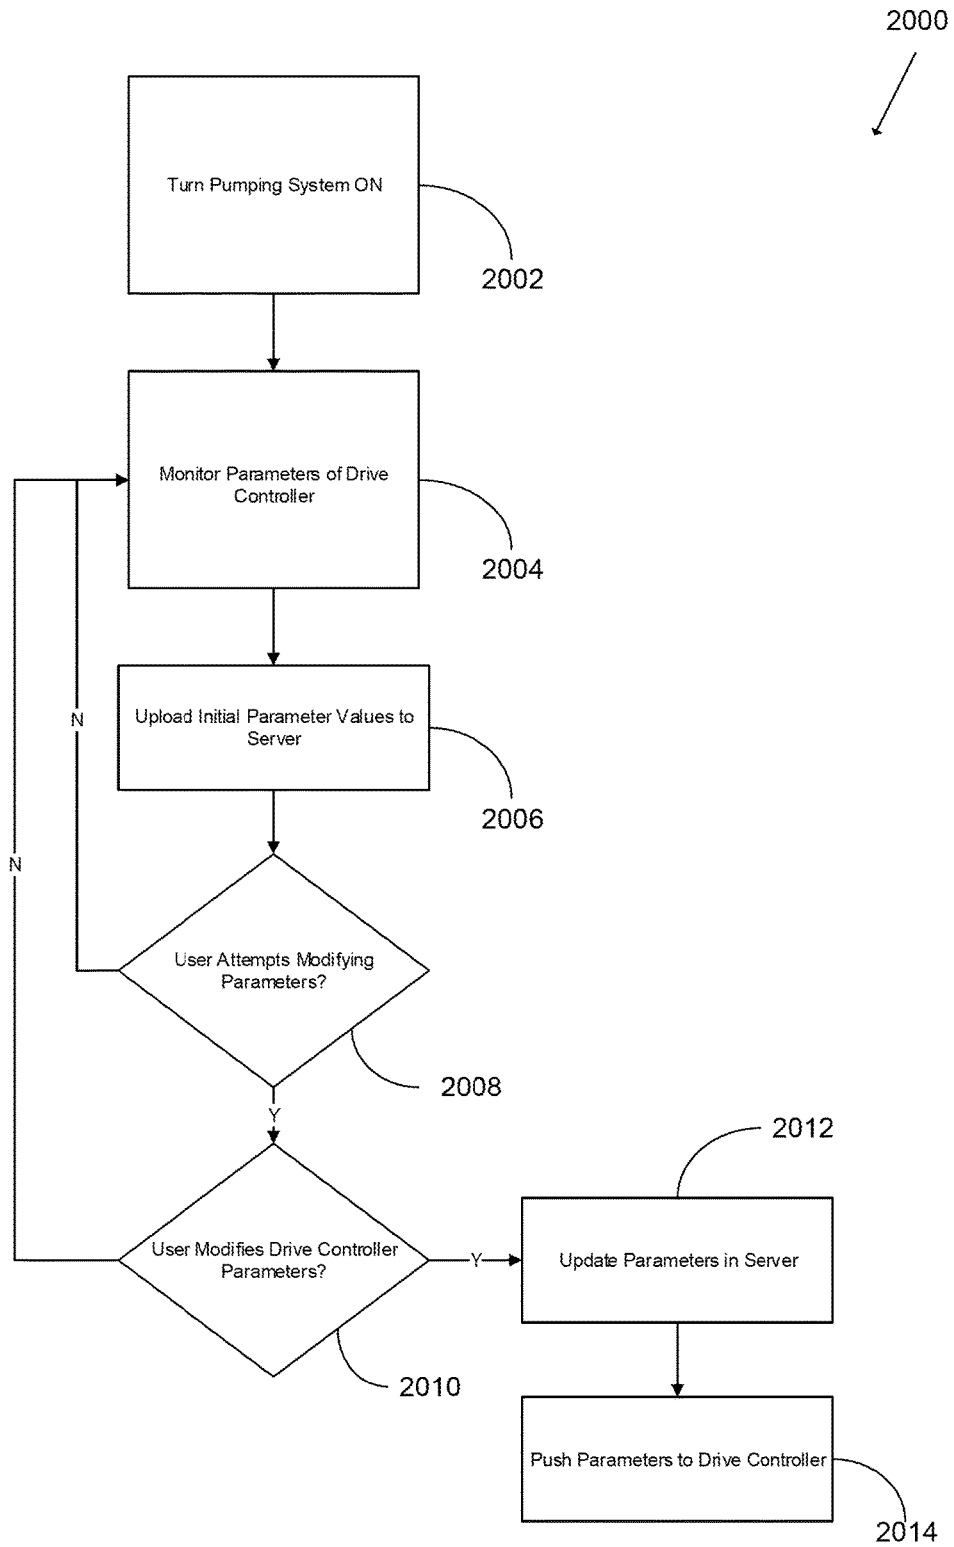 2000
Turn Pumping System ON
2002
Monitor Parameters of Drive
Controller
2004
Upload Initial Parameter Values to
Server
2006
N
N
User Attempts Modifying
Parameters?
2008
Y
2012
User Modifies Drive Controller
Parameters?
Y
Update Parameters in Server
2010
Push Parameters to Drive Controller
2014